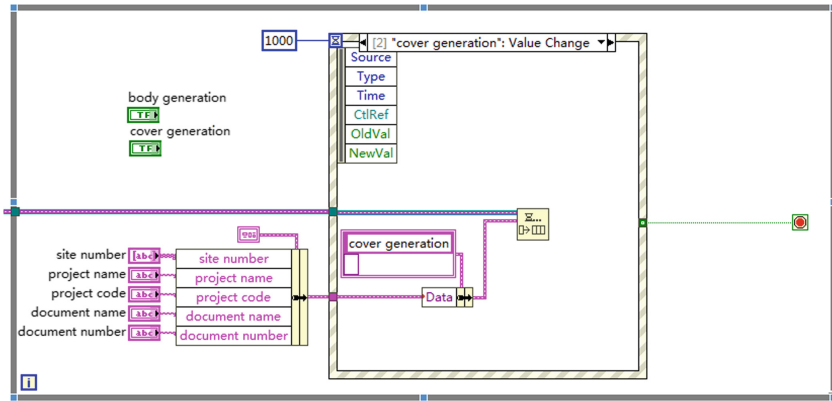 1000
[2] "cover generation": Value Change
Source
Type
Time
CtlRef
OldVal
NewVal
body generation
TF
cover generation
TF
site number
abc
project name
abc
project code
abc
document name
abc
document number
abc
site number
project name
project code
document name
document number
cover generation
Data
i